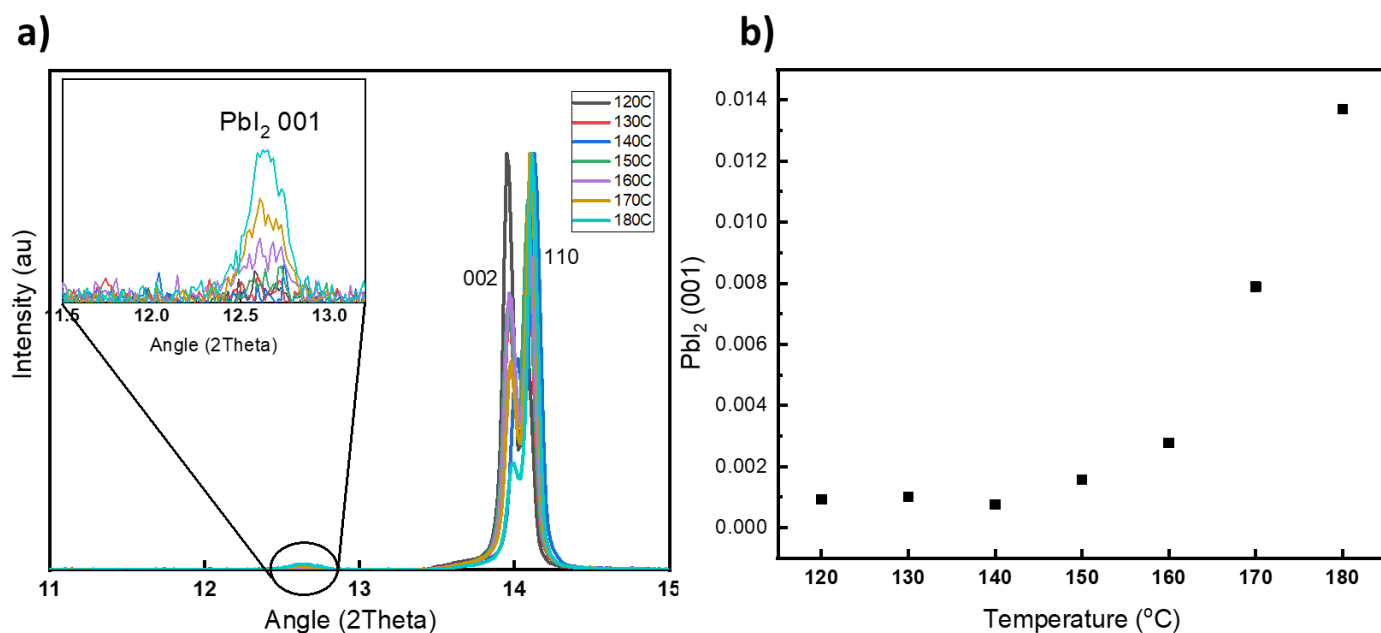 a)
PbI₂ 001
11.5 12.0 12.5 13.0
Angle (2Theta)
120C
130C
140C
150C
160C
170C
180C
002
110
Intensity (au)
11 12 13 14 15
Angle (2Theta)
b)
0.014
0.012
0.010
0.008
0.006
0.004
0.002
0.000
PbI₂ (001)
120 130 140 150 160 170 180
Temperature (°C)